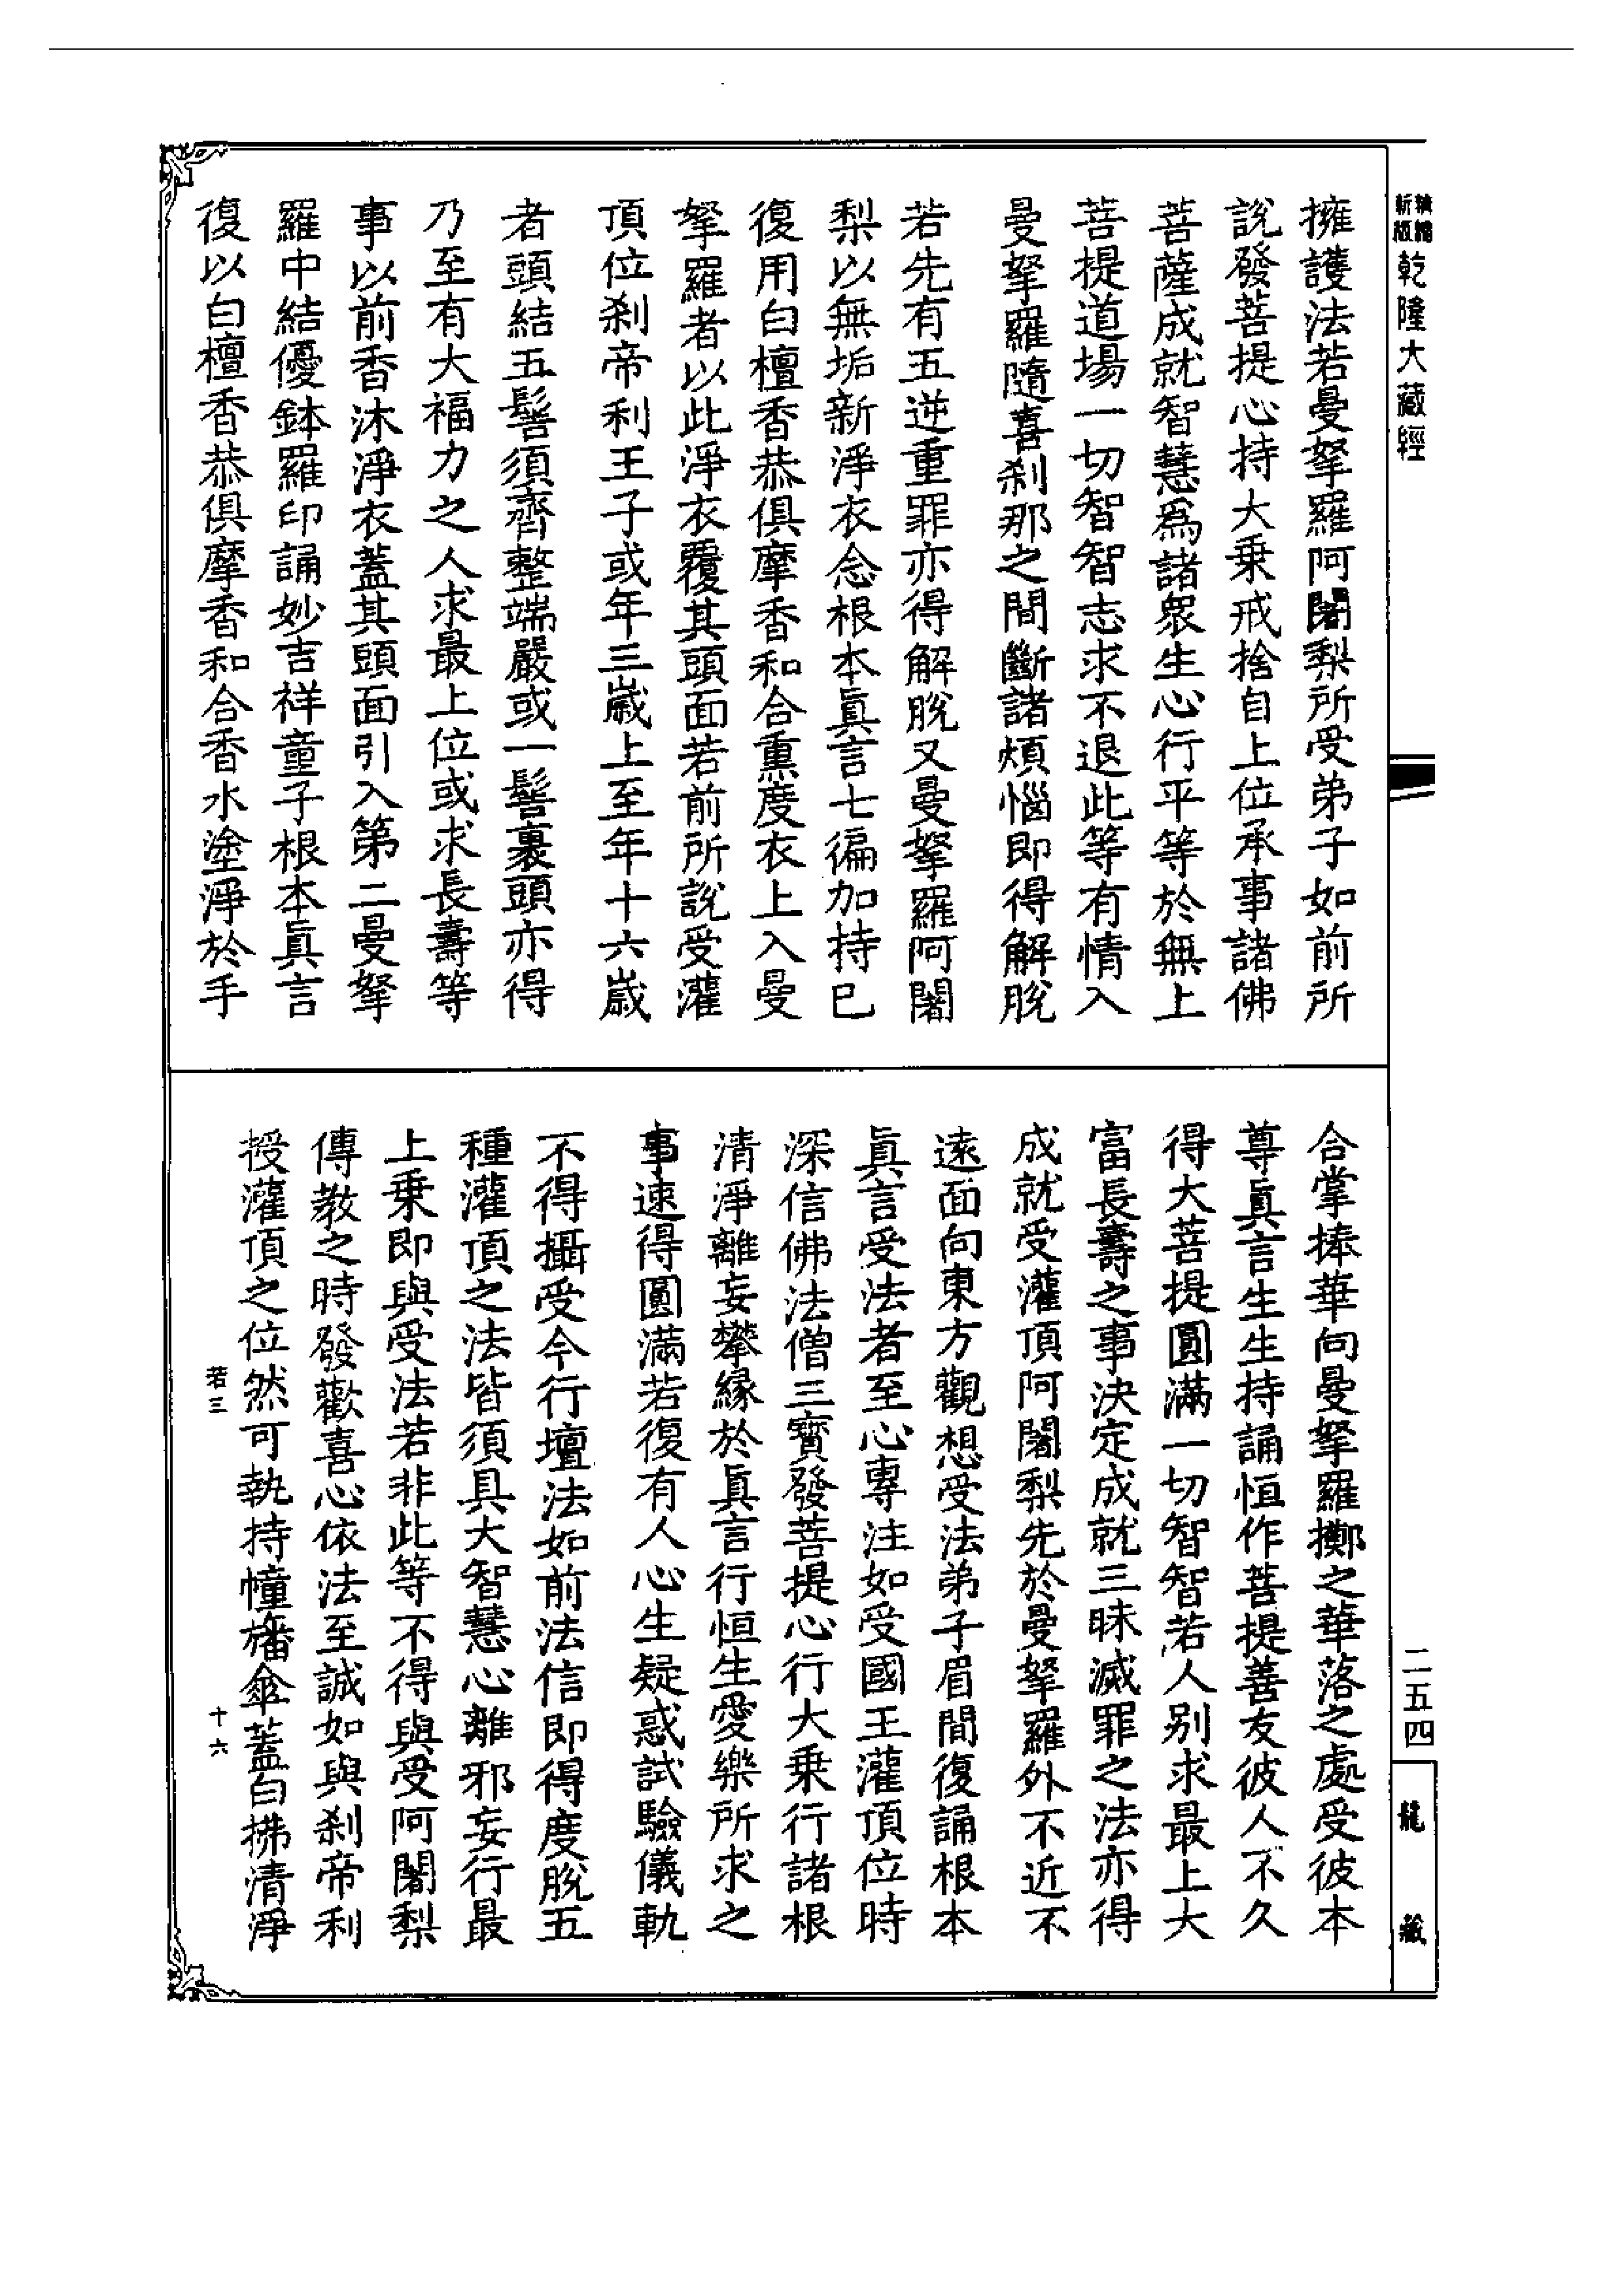 新版精縮乾隆大藏經
擁護法若曼拏羅阿闍梨所受弟子如前所
說發菩提心持大乗戒捨自上位承事諸佛
菩薩成就智慧為諸衆生心行平等於無上
菩提道場一切智智志求不退此等有情入
曼拏羅隨喜刹那之間斷諸煩惱即得解脫
若先有五逆重罪亦得解脫又曼拏羅阿闍
梨以無垢新淨衣念根本眞言七徧加持已
復用白檀香恭俱摩香和合熏度衣上入曼
拏羅者以此淨衣覆其頭面若前所說受灌
頂位刹帝利王子或年三歲上至年十六歲
者頭結五髻須齊整端嚴或一髻裹頭亦得
乃至有大福力之人求最上位或求長壽等
事以前香沐淨衣蓋其頭面引入第二曼拏
羅中結優鉢羅印誦妙吉祥童子根本眞言
復以白檀香恭俱摩香和合香水塗淨於手
合掌捧華向曼拏羅擲之華落之處受彼本
尊眞言生生持誦恒作菩提善友彼人不久
得大菩提圓滿一切智智若人別求最上大
富長壽之事決定成就三昧滅罪之法亦得
成就受灌頂阿闍梨先於曼拏羅外不近不
遠面向東方觀想受法弟子眉間復誦根本
眞言受法者至心專注如受國王灌頂位時
深信佛法僧三寶發菩提心行大乗行諸根
清淨離妄攀緣於眞言行恒生愛樂所求之
事速得圓滿若復有人心生疑惑試驗儀軌
不得攝受今行壇法如前法信即得度脫五
種灌頂之法皆須具大智慧心離邪妄行最
上乗即與受法若非此等不得與受阿闍梨
傳教之時發歡喜心依法至誠如與刹帝利
授灌頂之位然可執持幢旛傘蓋白拂清淨
若三
十六
二五四
龍藏